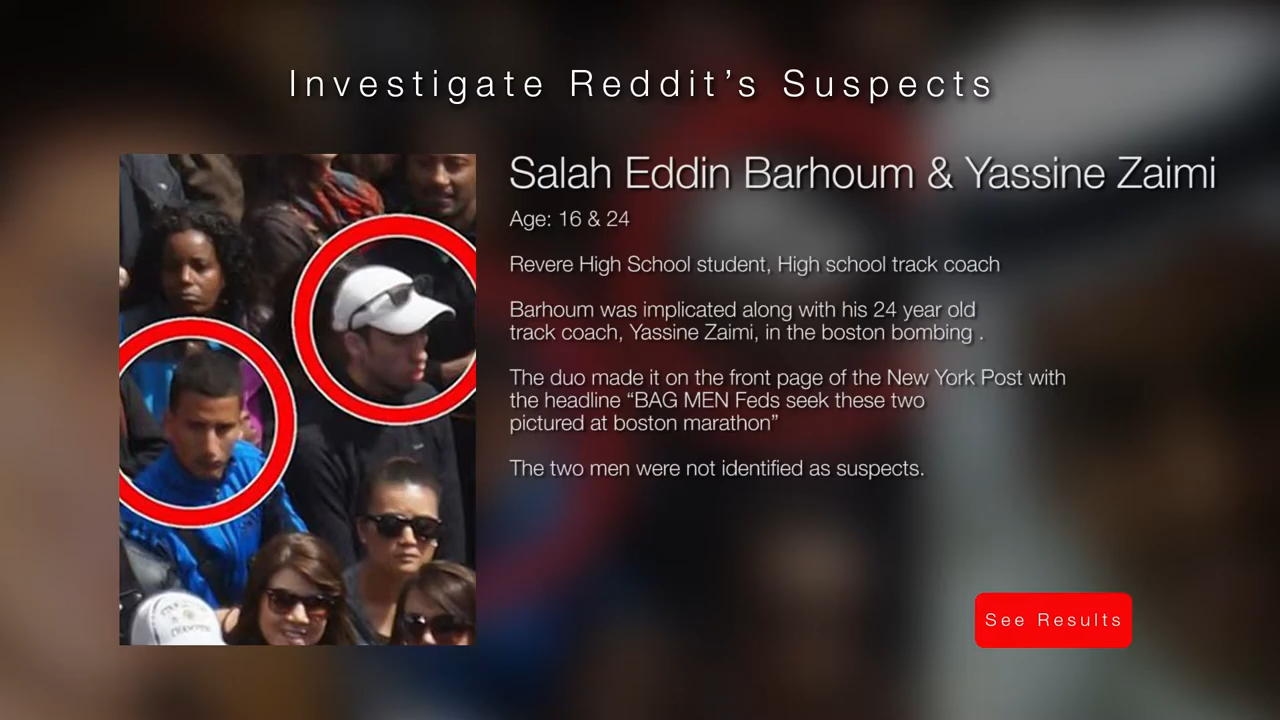 Investigate Reddit's Suspects
Salah Eddin Barhoum & Yassine Zaimi
Age: 16 & 24
Revere High School student, High school track coach
Barhoum was implicated along with his 24 year old
track coach, Yassine Zaimi, in the boston bombing .
The duo made it on the front page of the New York Post with
the headline “BAG MEN Feds seek these two
pictured at boston marathon”
The two men were not identified as suspects.
See Results